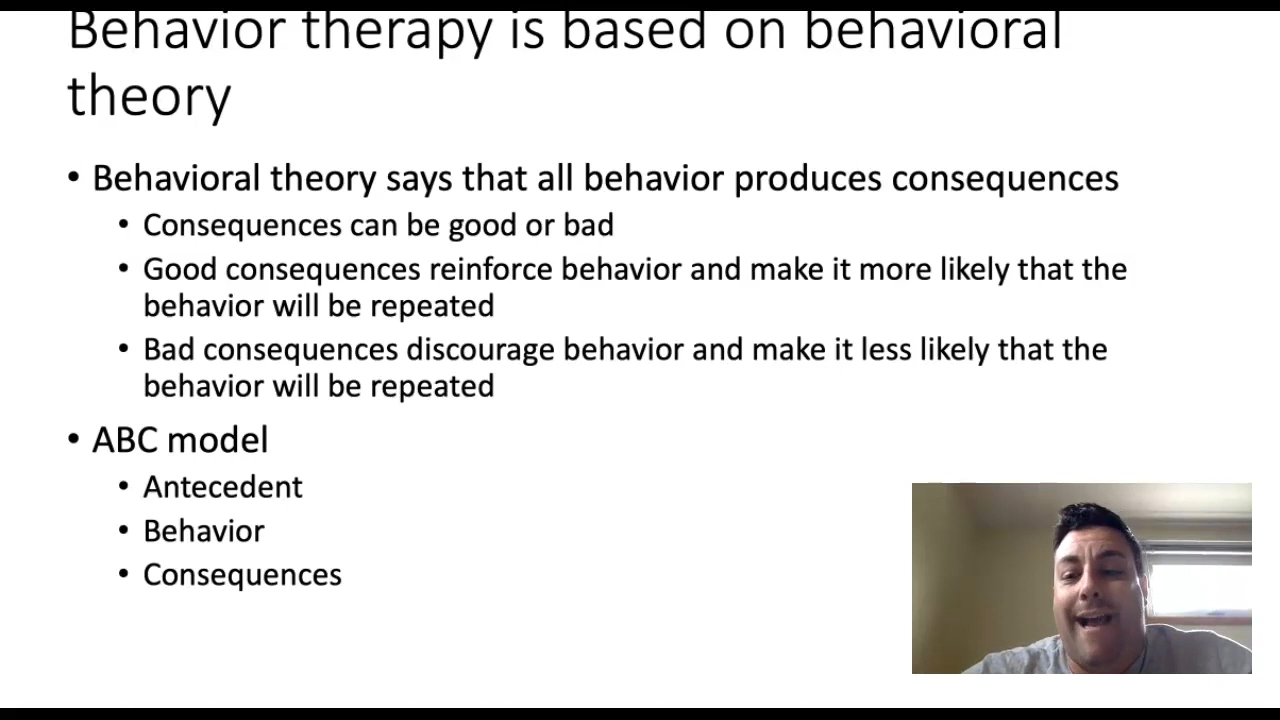 Behavior therapy is based on behavioral
theory
• Behavioral theory says that all behavior produces consequences
• Consequences can be good or bad
• Good consequences reinforce behavior and make it more likely that the
behavior will be repeated
• Bad consequences discourage behavior and make it less likely that the
behavior will be repeated
• ABC model
• Antecedent
• Behavior
• Consequences